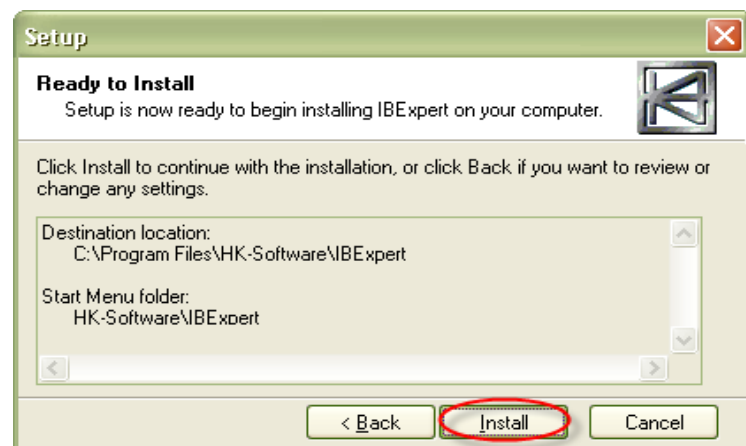 Setup
Ready to Install
Setup is now ready to begin installing IBExpert on your computer.
Click Install to continue with the installation, or click Back if you want to review or
change any settings.
Destination location:
C:\Program Files\HK-Software\IBExpert
Start Menu folder:
HK-Software\IBExpert
< Back Install Cancel